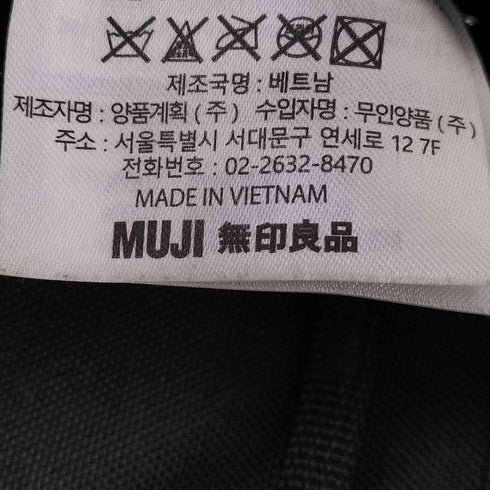 제조국명 : 베트남
제조자명 : 양품계획 (주) 수입자명 : 무인양품 (주)
주소 : 서울특별시 서대문구 연세로 12 7F
전화번호 : 02-2632-8470
MADE IN VIETNAM
MUJI 無印良品